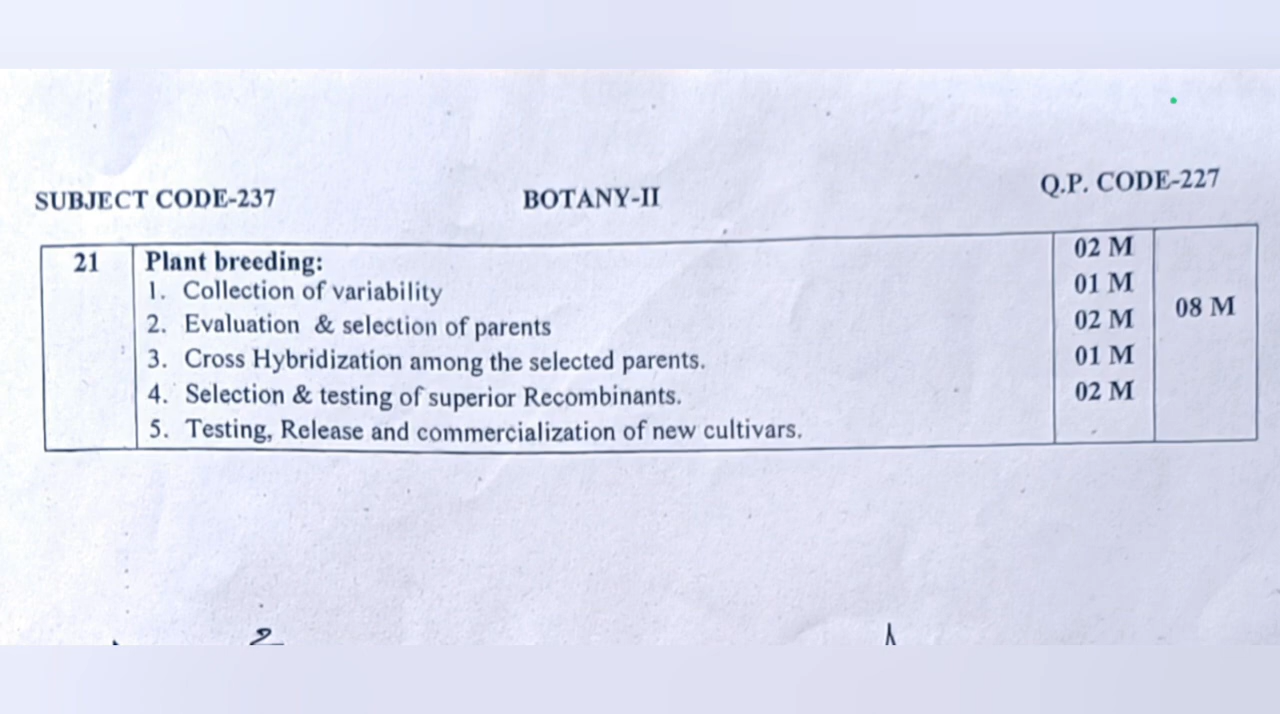 SUBJECT CODE-237 BOTANY-II Q.P. CODE-227
21 Plant breeding: 02 M
1. Collection of variability 01 M
2. Evaluation & selection of parents 02 M 08 M
3. Cross Hybridization among the selected parents. 01 M
4. Selection & testing of superior Recombinants. 02 M
5. Testing, Release and commercialization of new cultivars.